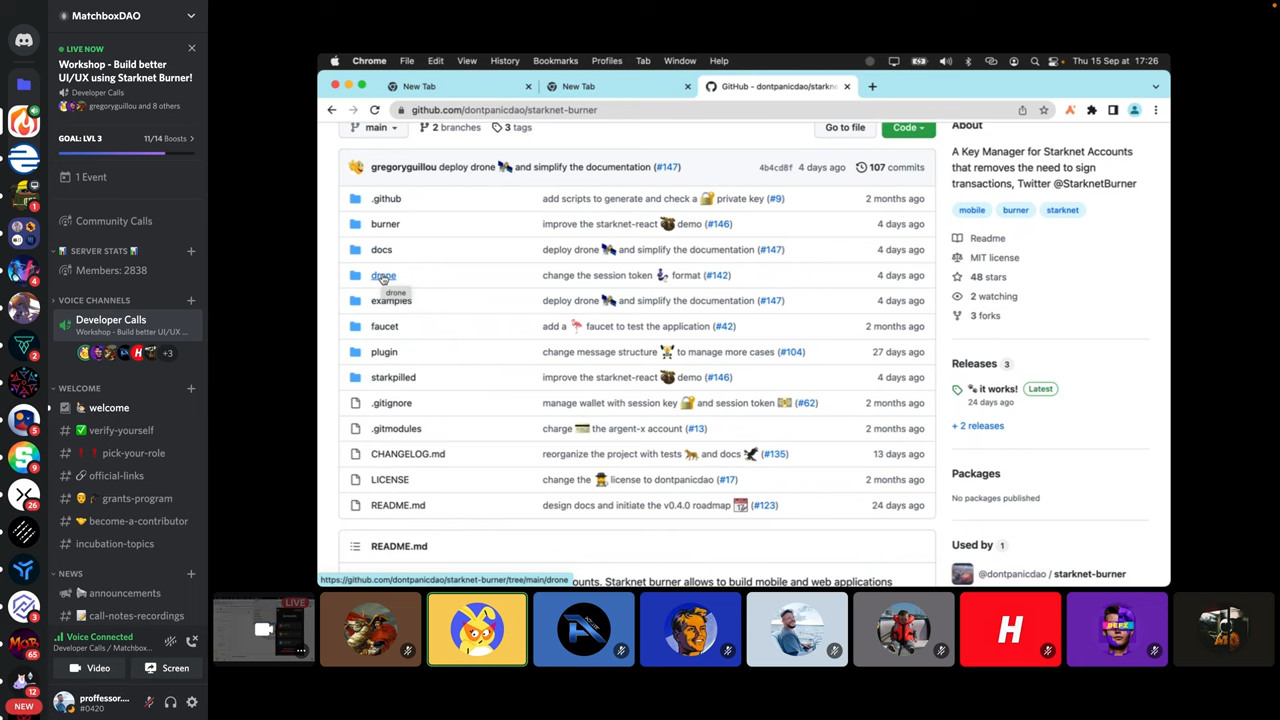 MatchboxDAO
LIVE NOW
Workshop - Build better
UI/UX using Starknet Burner!
Developer Calls
gregoryguillou and 8 others
GOAL: LVL 3
11/14 Boosts
1 Event
Community Calls
SERVER STATS
Members: 2838
VOICE CHANNELS
Developer Calls
Workshop - Build better UI/UX ...
+3
WELCOME
welcome
verify-yourself
pick-your-role
official-links
grants-program
become-a-contributor
incubation-topics
NEWS
announcements
call-notes-recordings
Voice Connected
Developer Calls / Matchbox...
Video
Screen
proffessor....
#0420
1
6
4
2
5
9
26
3
65
12
NEW
Chrome File Edit View History Bookmarks Profiles Tab Window Help
Thu 15 Sep at 17:26
New Tab
New Tab
GitHub - dontpanicdao/starkne
github.com/dontpanicdao/starknet-burner
main
2 branches
3 tags
Go to file
Code
gregoryguillou deploy drone and simplify the documentation (#147)
4b4cd8f 4 days ago
107 commits
.github add scripts to generate and check a private key (#9) 2 months ago
burner improve the starknet-react demo (#146) 4 days ago
docs deploy drone and simplify the documentation (#147) 4 days ago
drone change the session token format (#142) 4 days ago
drone
examples deploy drone and simplify the documentation (#147) 4 days ago
faucet add a faucet to test the application (#42) 2 months ago
plugin change message structure to manage more cases (#104) 27 days ago
starkpilled improve the starknet-react demo (#146) 4 days ago
.gitignore manage wallet with session key and session token (#62) 2 months ago
.gitmodules charge the argent-x account (#13) 2 months ago
CHANGELOG.md reorganize the project with tests and docs (#135) 13 days ago
LICENSE change the license to dontpanicdao (#17) 2 months ago
README.md design docs and initiate the v0.4.0 roadmap (#123) 24 days ago
README.md
https://github.com/dontpanicdao/starknet-burner/tree/main/drone
ounts. Starknet burner allows to build mobile and web applications
About
A Key Manager for Starknet Accounts
that removes the need to sign
transactions, Twitter @StarknetBurner
mobile burner starknet
Readme
MIT license
48 stars
2 watching
3 forks
Releases 3
it works! Latest
24 days ago
+ 2 releases
Packages
No packages published
Used by 1
@dontpanicdao / starknet-burner
LIVE
H
DEFX